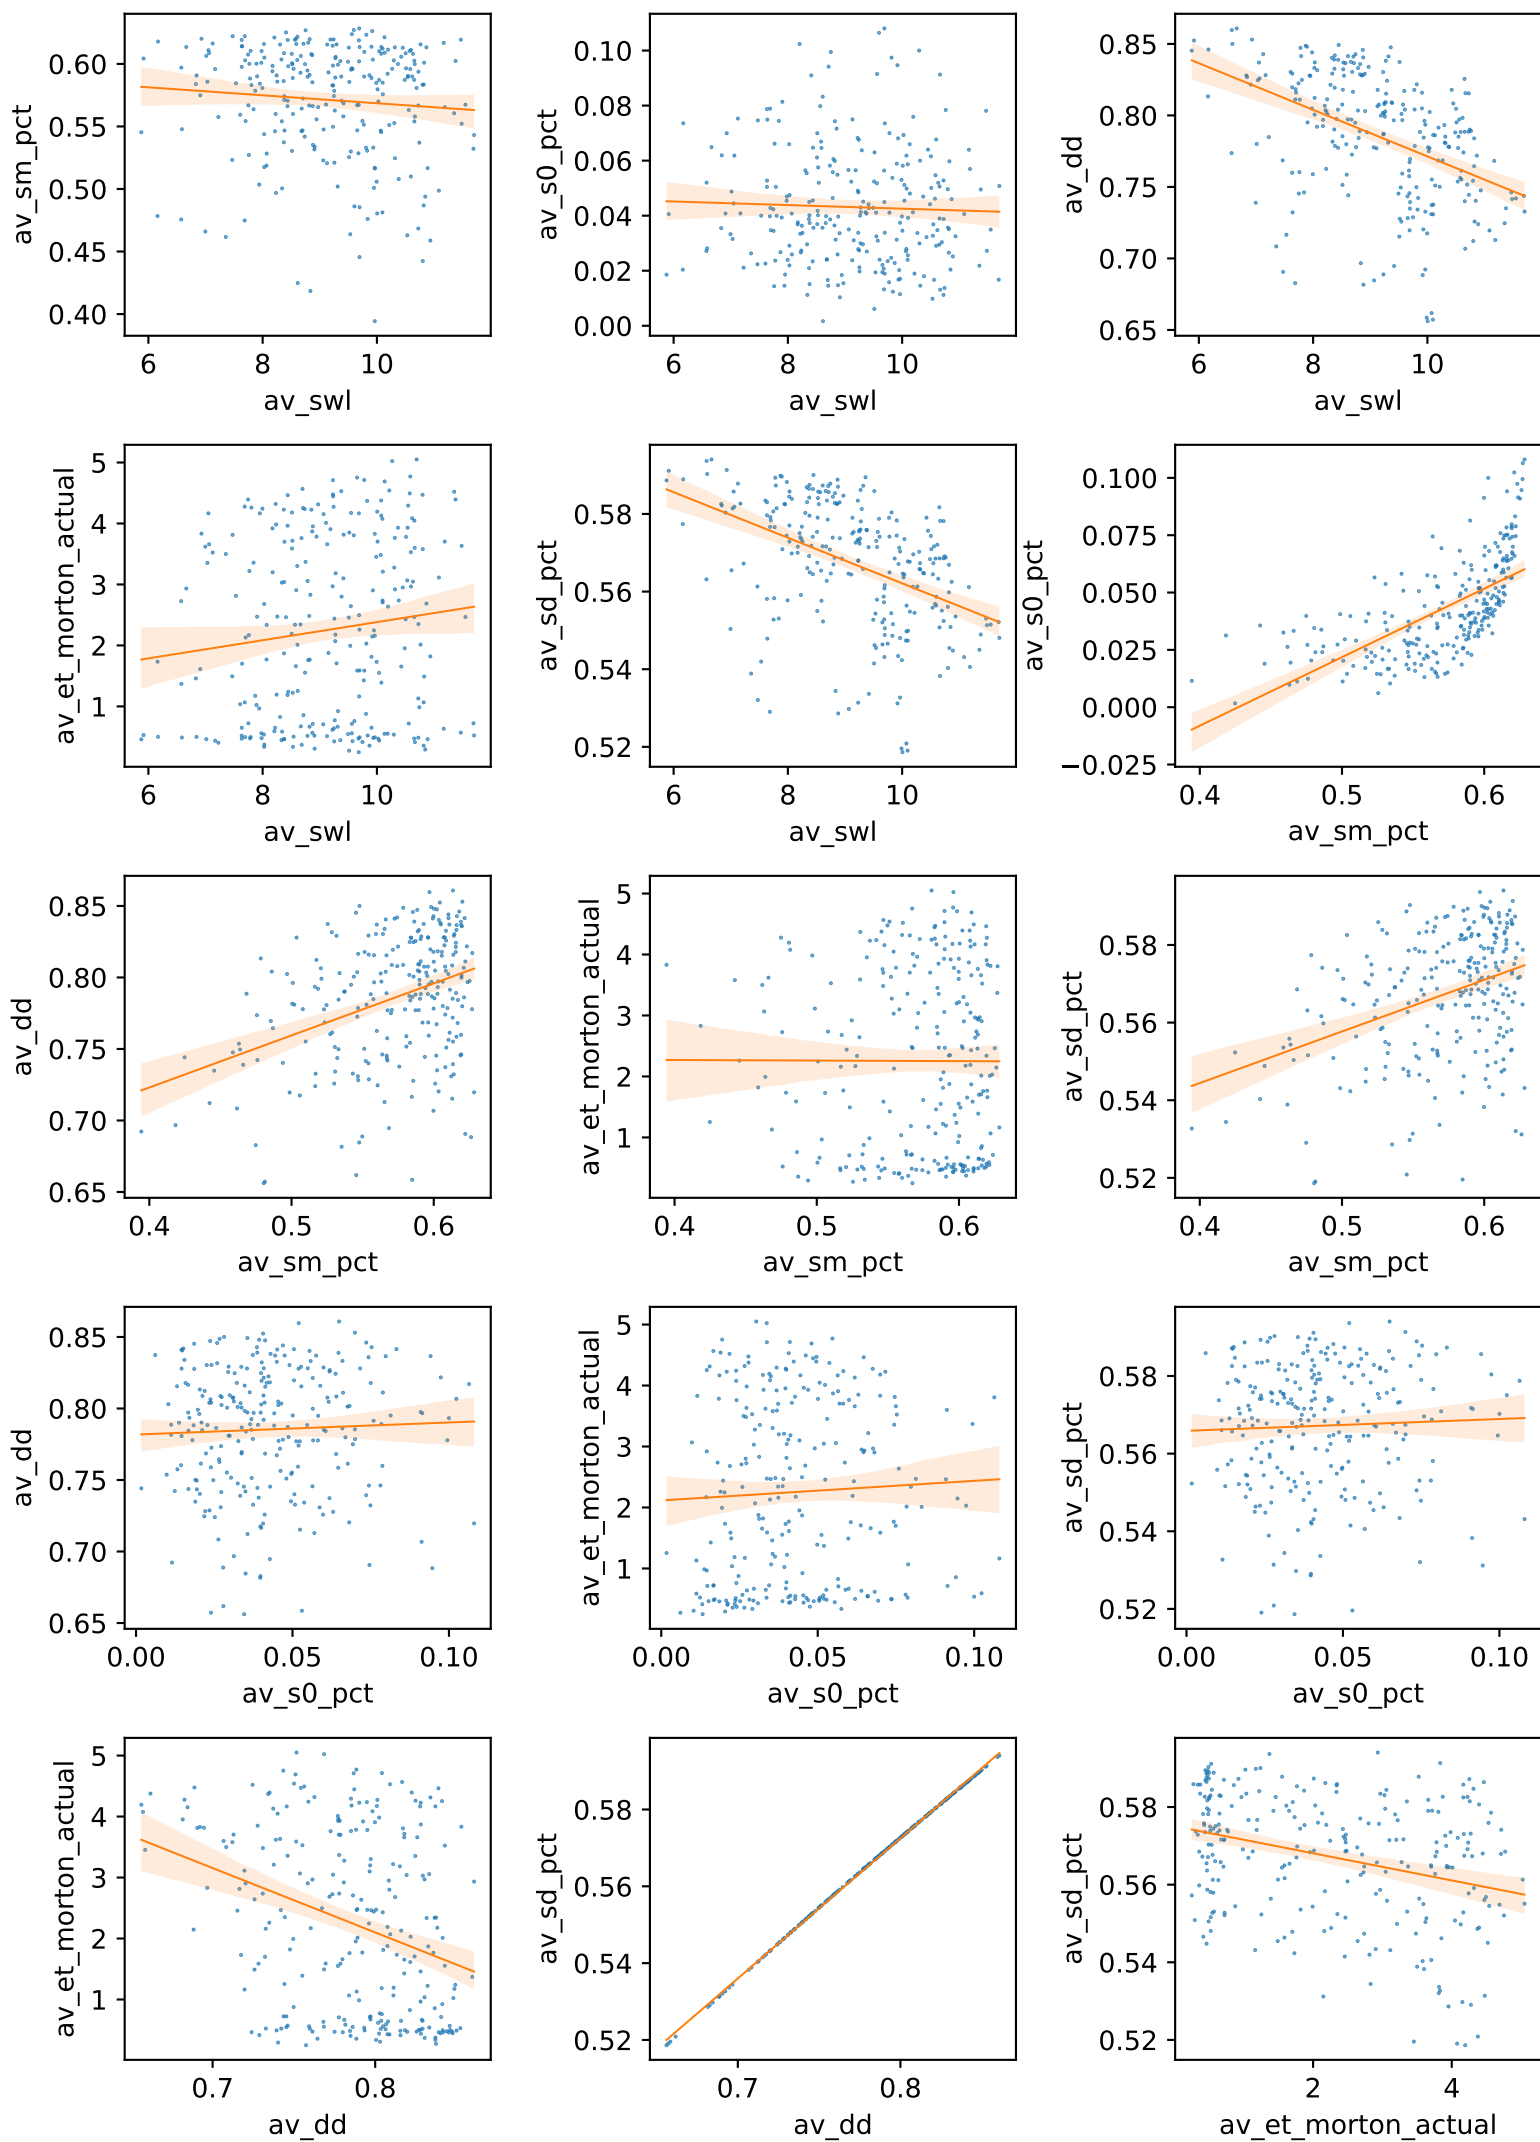 0.60
0.55
0.50
0.45
0.40
av_sm_pct
6 8 10
av_swl
0.10
0.08
0.06
0.04
0.02
0.00
av_s0_pct
6 8 10
av_swl
0.85
0.80
0.75
0.70
0.65
av_dd
6 8 10
av_swl
5
4
3
2
1
av_et_morton_actual
6 8 10
av_swl
0.58
0.56
0.54
0.52
av_sd_pct
6 8 10
av_swl
0.100
0.075
0.050
0.025
0.000
−0.025
av_s0_pct
0.4 0.5 0.6
av_sm_pct
0.85
0.80
0.75
0.70
0.65
av_dd
0.4 0.5 0.6
av_sm_pct
5
4
3
2
1
av_et_morton_actual
0.4 0.5 0.6
av_sm_pct
0.58
0.56
0.54
0.52
av_sd_pct
0.4 0.5 0.6
av_sm_pct
0.85
0.80
0.75
0.70
0.65
av_dd
0.00 0.05 0.10
av_s0_pct
5
4
3
2
1
av_et_morton_actual
0.00 0.05 0.10
av_s0_pct
0.58
0.56
0.54
0.52
av_sd_pct
0.00 0.05 0.10
av_s0_pct
5
4
3
2
1
av_et_morton_actual
0.7 0.8
av_dd
0.58
0.56
0.54
0.52
av_sd_pct
0.7 0.8
av_dd
0.58
0.56
0.54
0.52
av_sd_pct
2 4
av_et_morton_actual